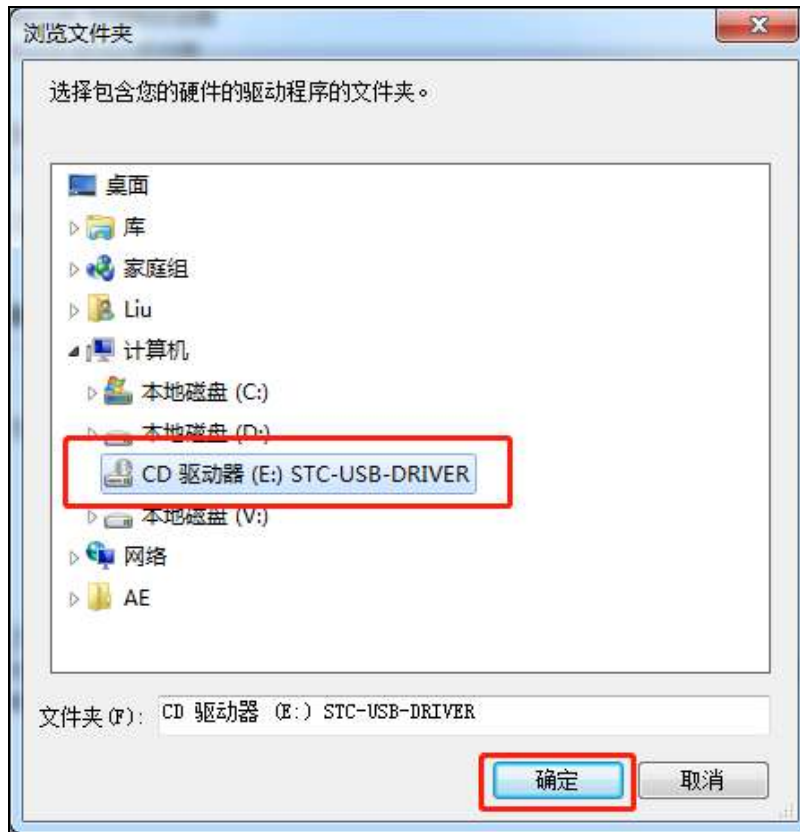 浏览文件夹
选择包含您的硬件的驱动程序的文件夹。
桌面
库
家庭组
Liu
计算机
本地磁盘 (C:)
本地磁盘 (D:)
CD 驱动器 (E:) STC-USB-DRIVER
本地磁盘 (V:)
网络
AE
文件夹(F): CD 驱动器 (E:) STC-USB-DRIVER
确定 取消